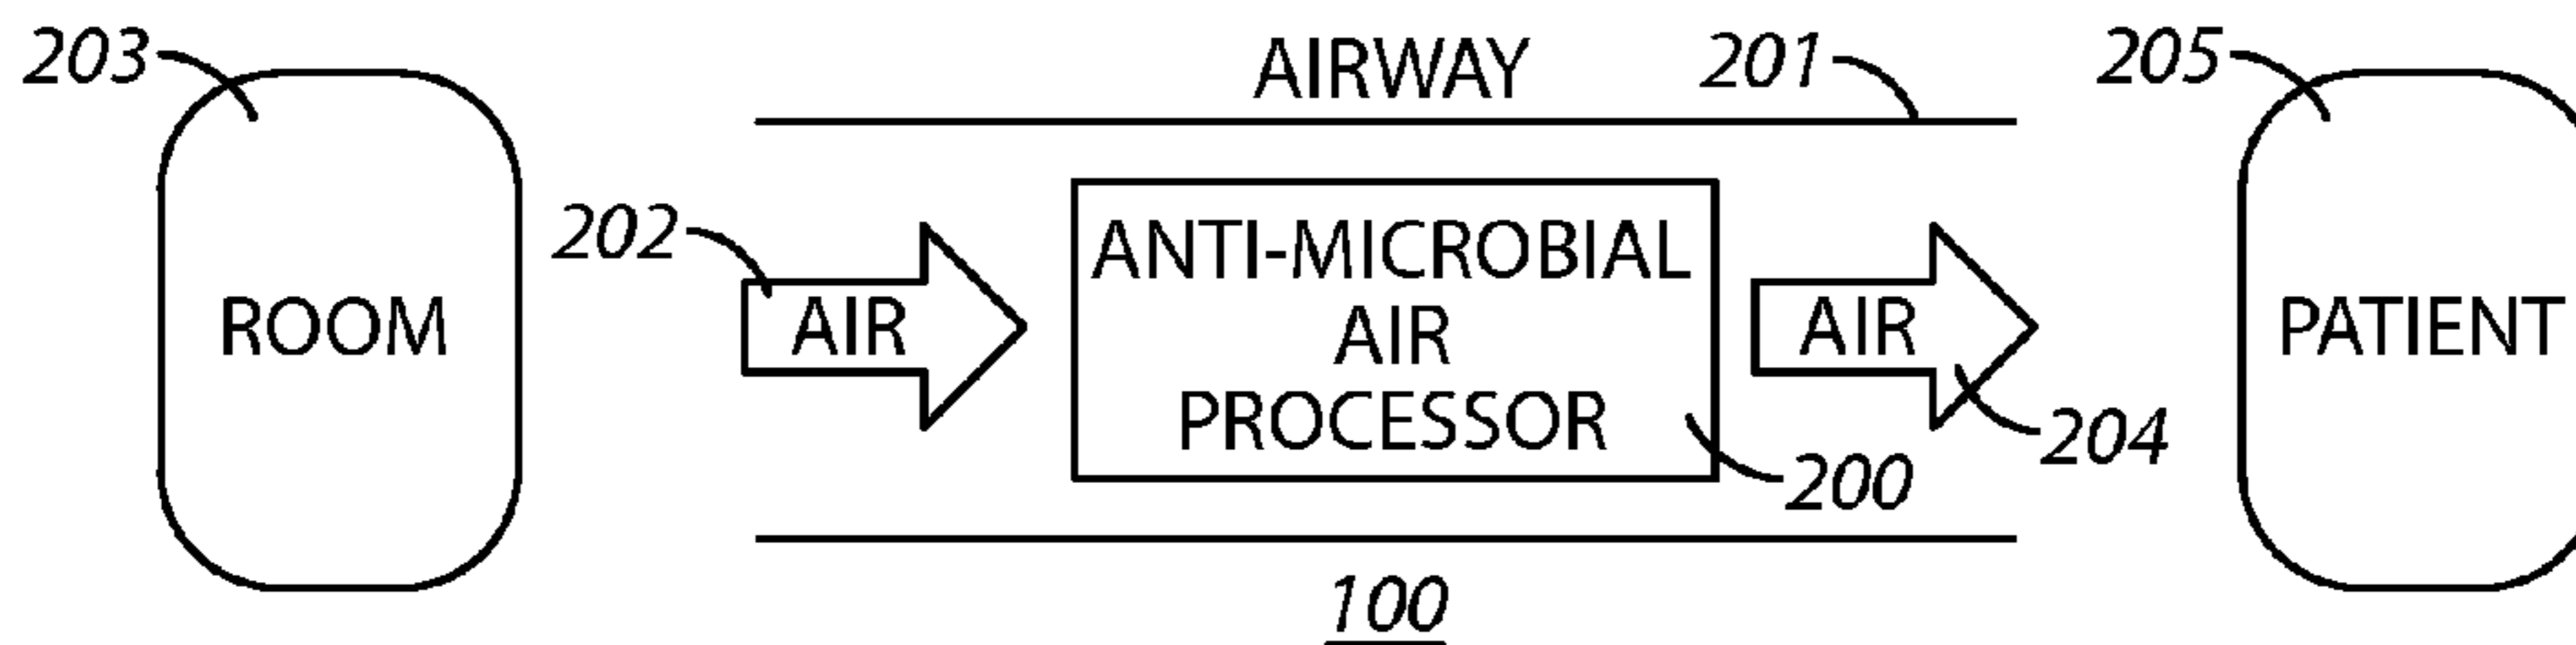 203
AIRWAY
201
205
202
ROOM
AIR
ANTI-MICROBIAL
AIR
PROCESSOR
AIR
PATIENT
204
200
100